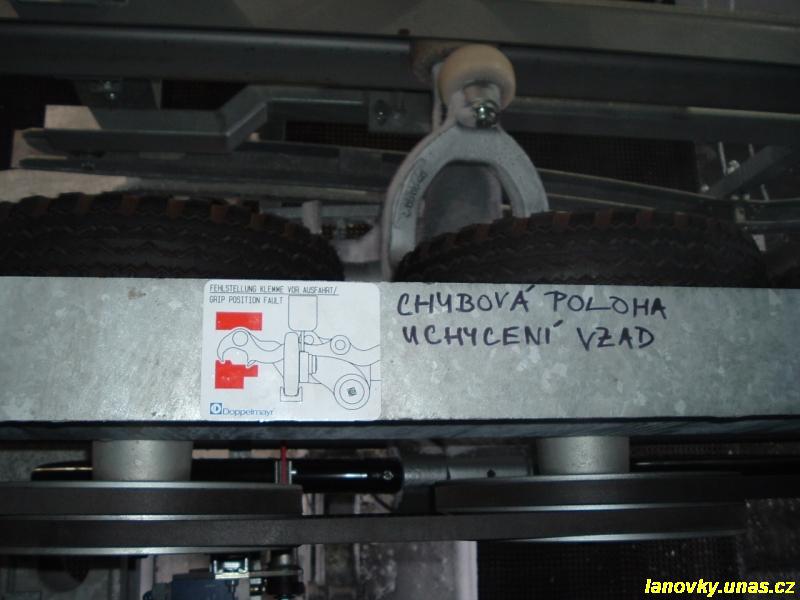 FEHLSTELLUNG KLEMME VOR AUSFAHRT/
GRIP POSITION FAULT
Doppelmayr
CHYBOVÁ POLOHA
UCHYCENÍ VZAD
lanovky.unas.cz